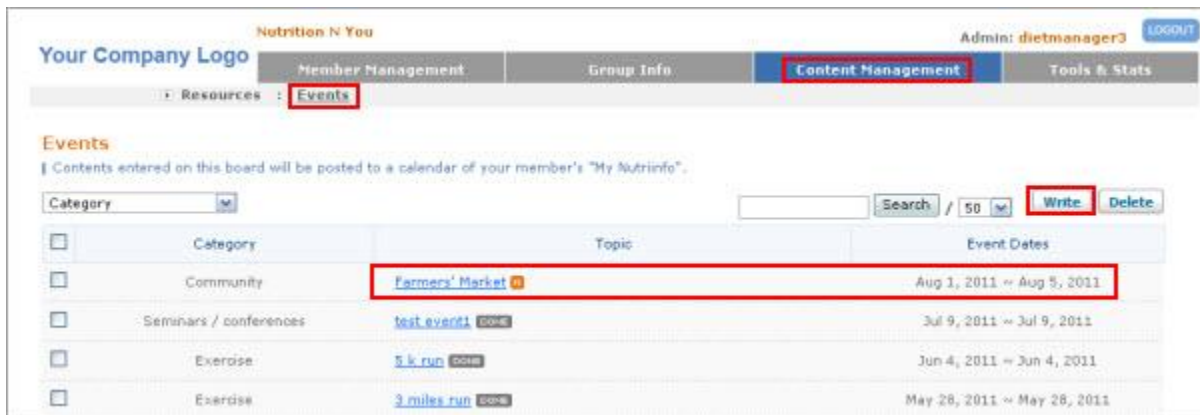 Nutrition N You
Admin: dietmanager3 LOGOUT
Your Company Logo
Member Management Group Info Content Management Tools & Stats
Resources : Events
Events
Contents entered on this board will be posted to a calendar of your member's "My Nutriinfo".
Category Search / 50 Write Delete
Category Topic Event Dates
Community Farmers' Market n Aug 1, 2011 ~ Aug 5, 2011
Seminars / conferences test event1 DONE Jul 9, 2011 ~ Jul 9, 2011
Exercise 5 k run DONE Jun 4, 2011 ~ Jun 4, 2011
Exercise 3 miles run DONE May 28, 2011 ~ May 28, 2011